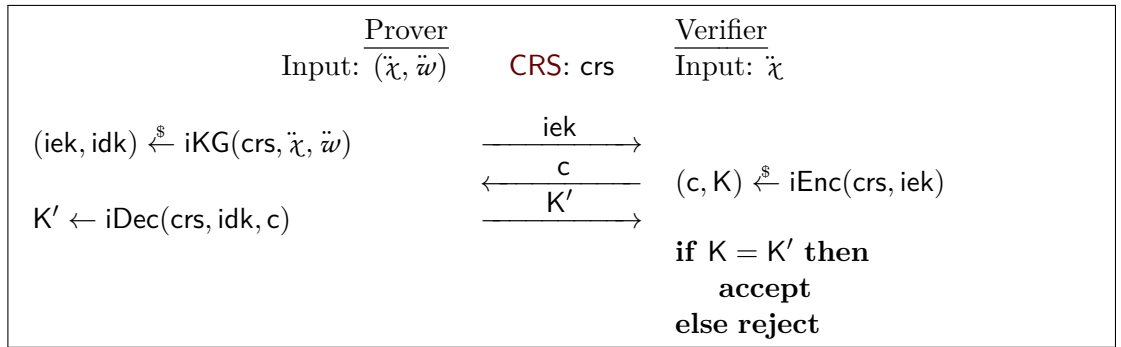 Prover Verifier
Input: (ẍ, ẅ) CRS: crs Input: ẍ
(iek, idk) ←$ iKG(crs, ẍ, ẅ) iek
c (c, K) ←$ iEnc(crs, iek)
K′ ← iDec(crs, idk, c) K′
if K = K′ then
accept
else reject